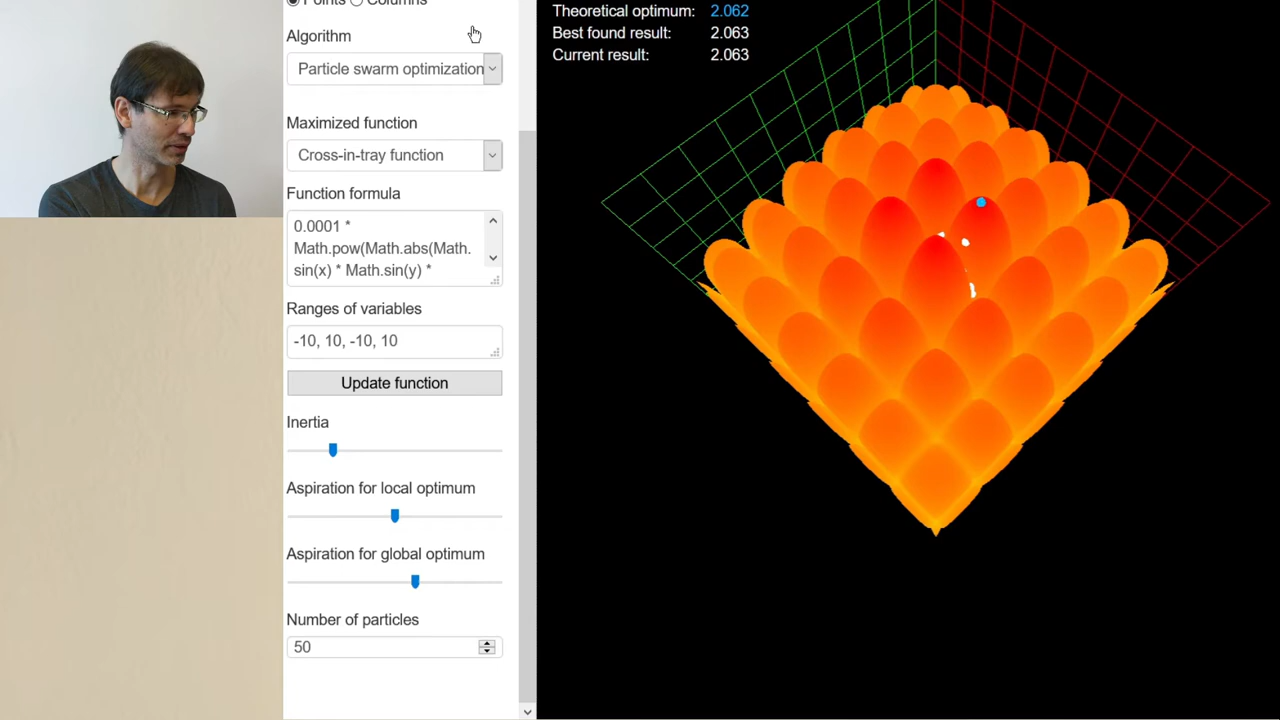 Points Columns
Algorithm
Particle swarm optimization
Maximized function
Cross-in-tray function
Function formula
0.0001 *
Math.pow(Math.abs(Math.
sin(x) * Math.sin(y) *
Ranges of variables
-10, 10, -10, 10
Update function
Inertia
Aspiration for local optimum
Aspiration for global optimum
Number of particles
50
Theoretical optimum: 2.062
Best found result: 2.063
Current result: 2.063